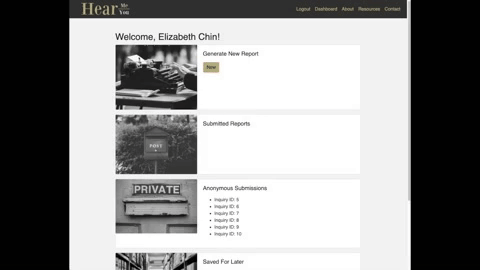 Hear Me You
Logout Dashboard About Resources Contact
Welcome, Elizabeth Chin!
Generate New Report
New
Submitted Reports
POST
Anonymous Submissions
PRIVATE
Inquiry ID: 5
Inquiry ID: 6
Inquiry ID: 7
Inquiry ID: 8
Inquiry ID: 9
Inquiry ID: 10
Saved For Later